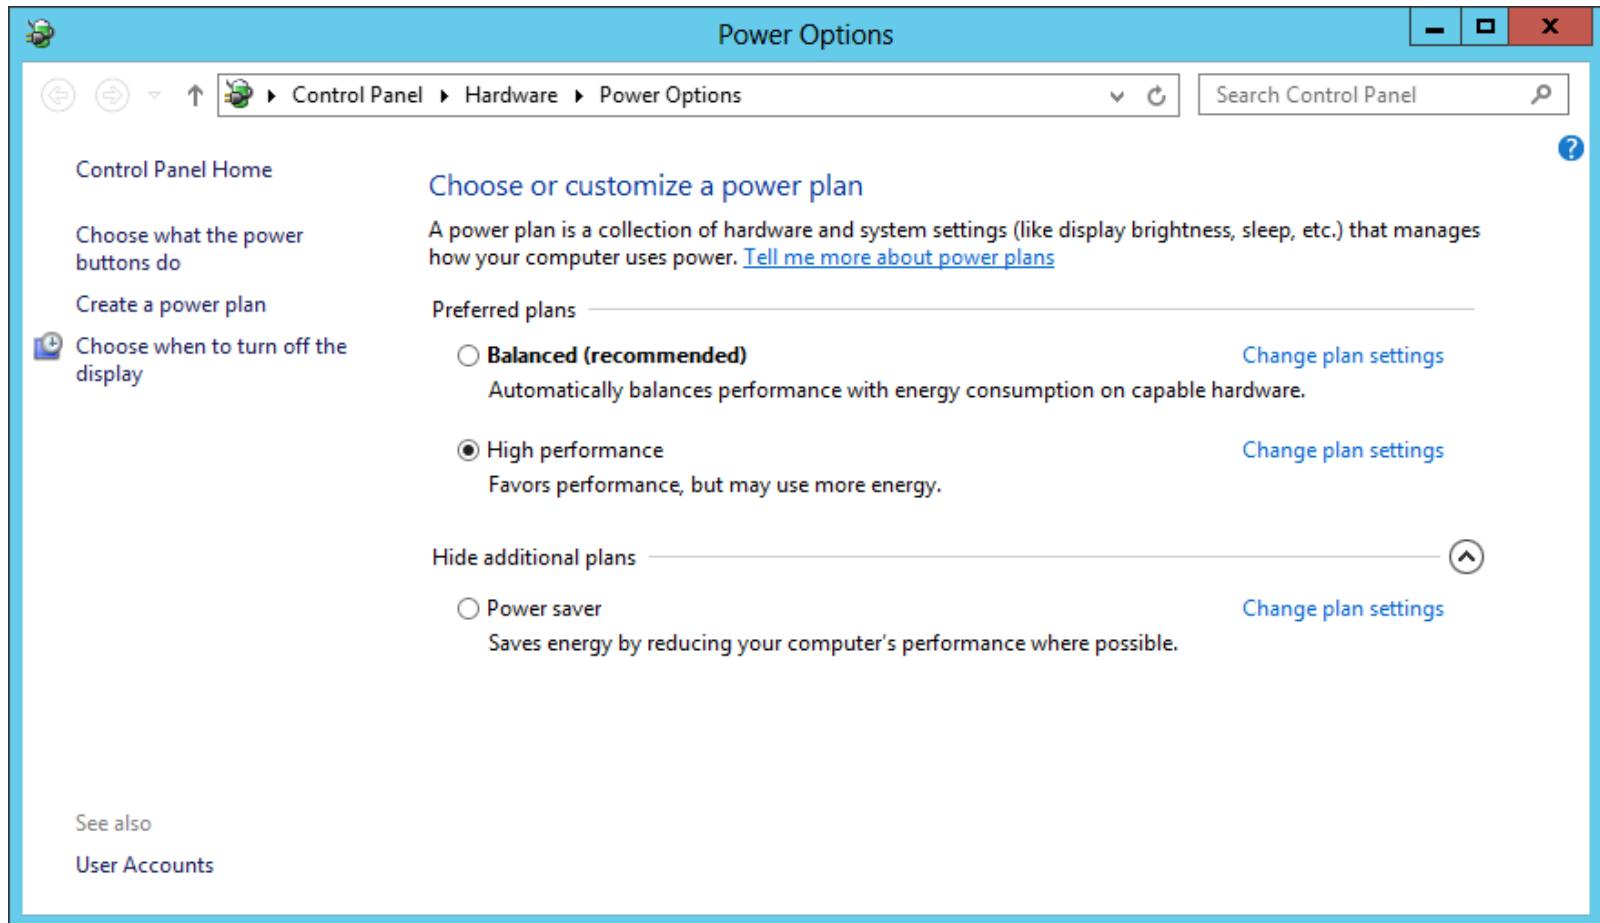 Power Options
Control Panel Hardware Power Options
Search Control Panel
Control Panel Home
Choose what the power
buttons do
Create a power plan
Choose when to turn off the
display
Choose or customize a power plan
A power plan is a collection of hardware and system settings (like display brightness, sleep, etc.) that manages
how your computer uses power. Tell me more about power plans
Preferred plans
Balanced (recommended) Change plan settings
Automatically balances performance with energy consumption on capable hardware.
High performance Change plan settings
Favors performance, but may use more energy.
Hide additional plans
Power saver Change plan settings
Saves energy by reducing your computer's performance where possible.
See also
User Accounts